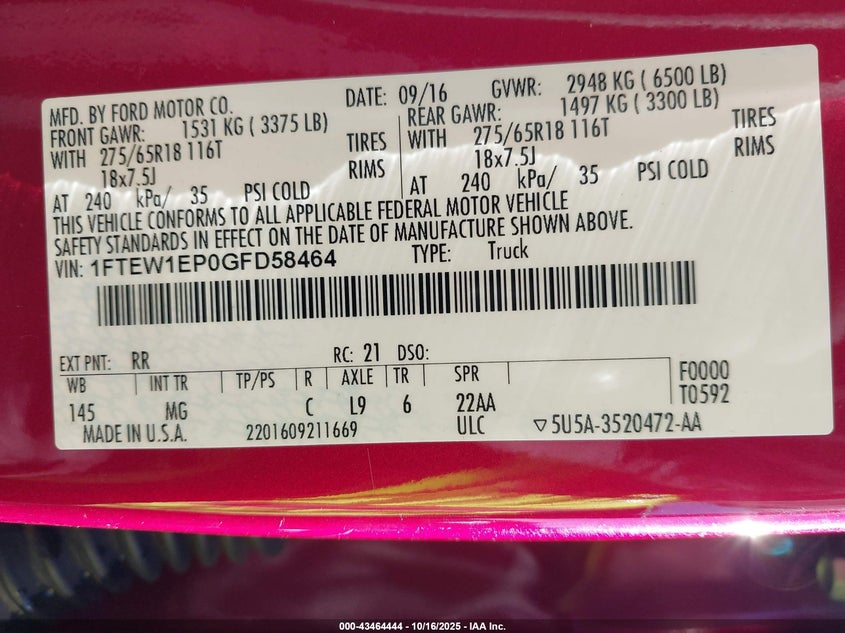 MFD. BY FORD MOTOR CO. DATE: 09/16 GVWR: 2948 KG ( 6500 LB)
FRONT GAWR: 1531 KG ( 3375 LB) REAR GAWR: 1497 KG ( 3300 LB)
WITH 275/65R18 116T TIRES WITH 275/65R18 116T TIRES
18x7.5J RIMS 18x7.5J RIMS
AT 240 kPa/ 35 PSI COLD AT 240 kPa/ 35 PSI COLD
THIS VEHICLE CONFORMS TO ALL APPLICABLE FEDERAL MOTOR VEHICLE
SAFETY STANDARDS IN EFFECT ON THE DATE OF MANUFACTURE SHOWN ABOVE.
VIN: 1FTEW1EP0GFD58464 TYPE: Truck
EXT PNT: RR RC: 21 DSO:
WB INT TR TP/PS R AXLE TR SPR F0000
145 MG C L9 6 22AA T0592
MADE IN U.S.A. 2201609211669 ULC ▽5U5A-3520472-AA
000-43464444 - 10/16/2025 - IAA Inc.